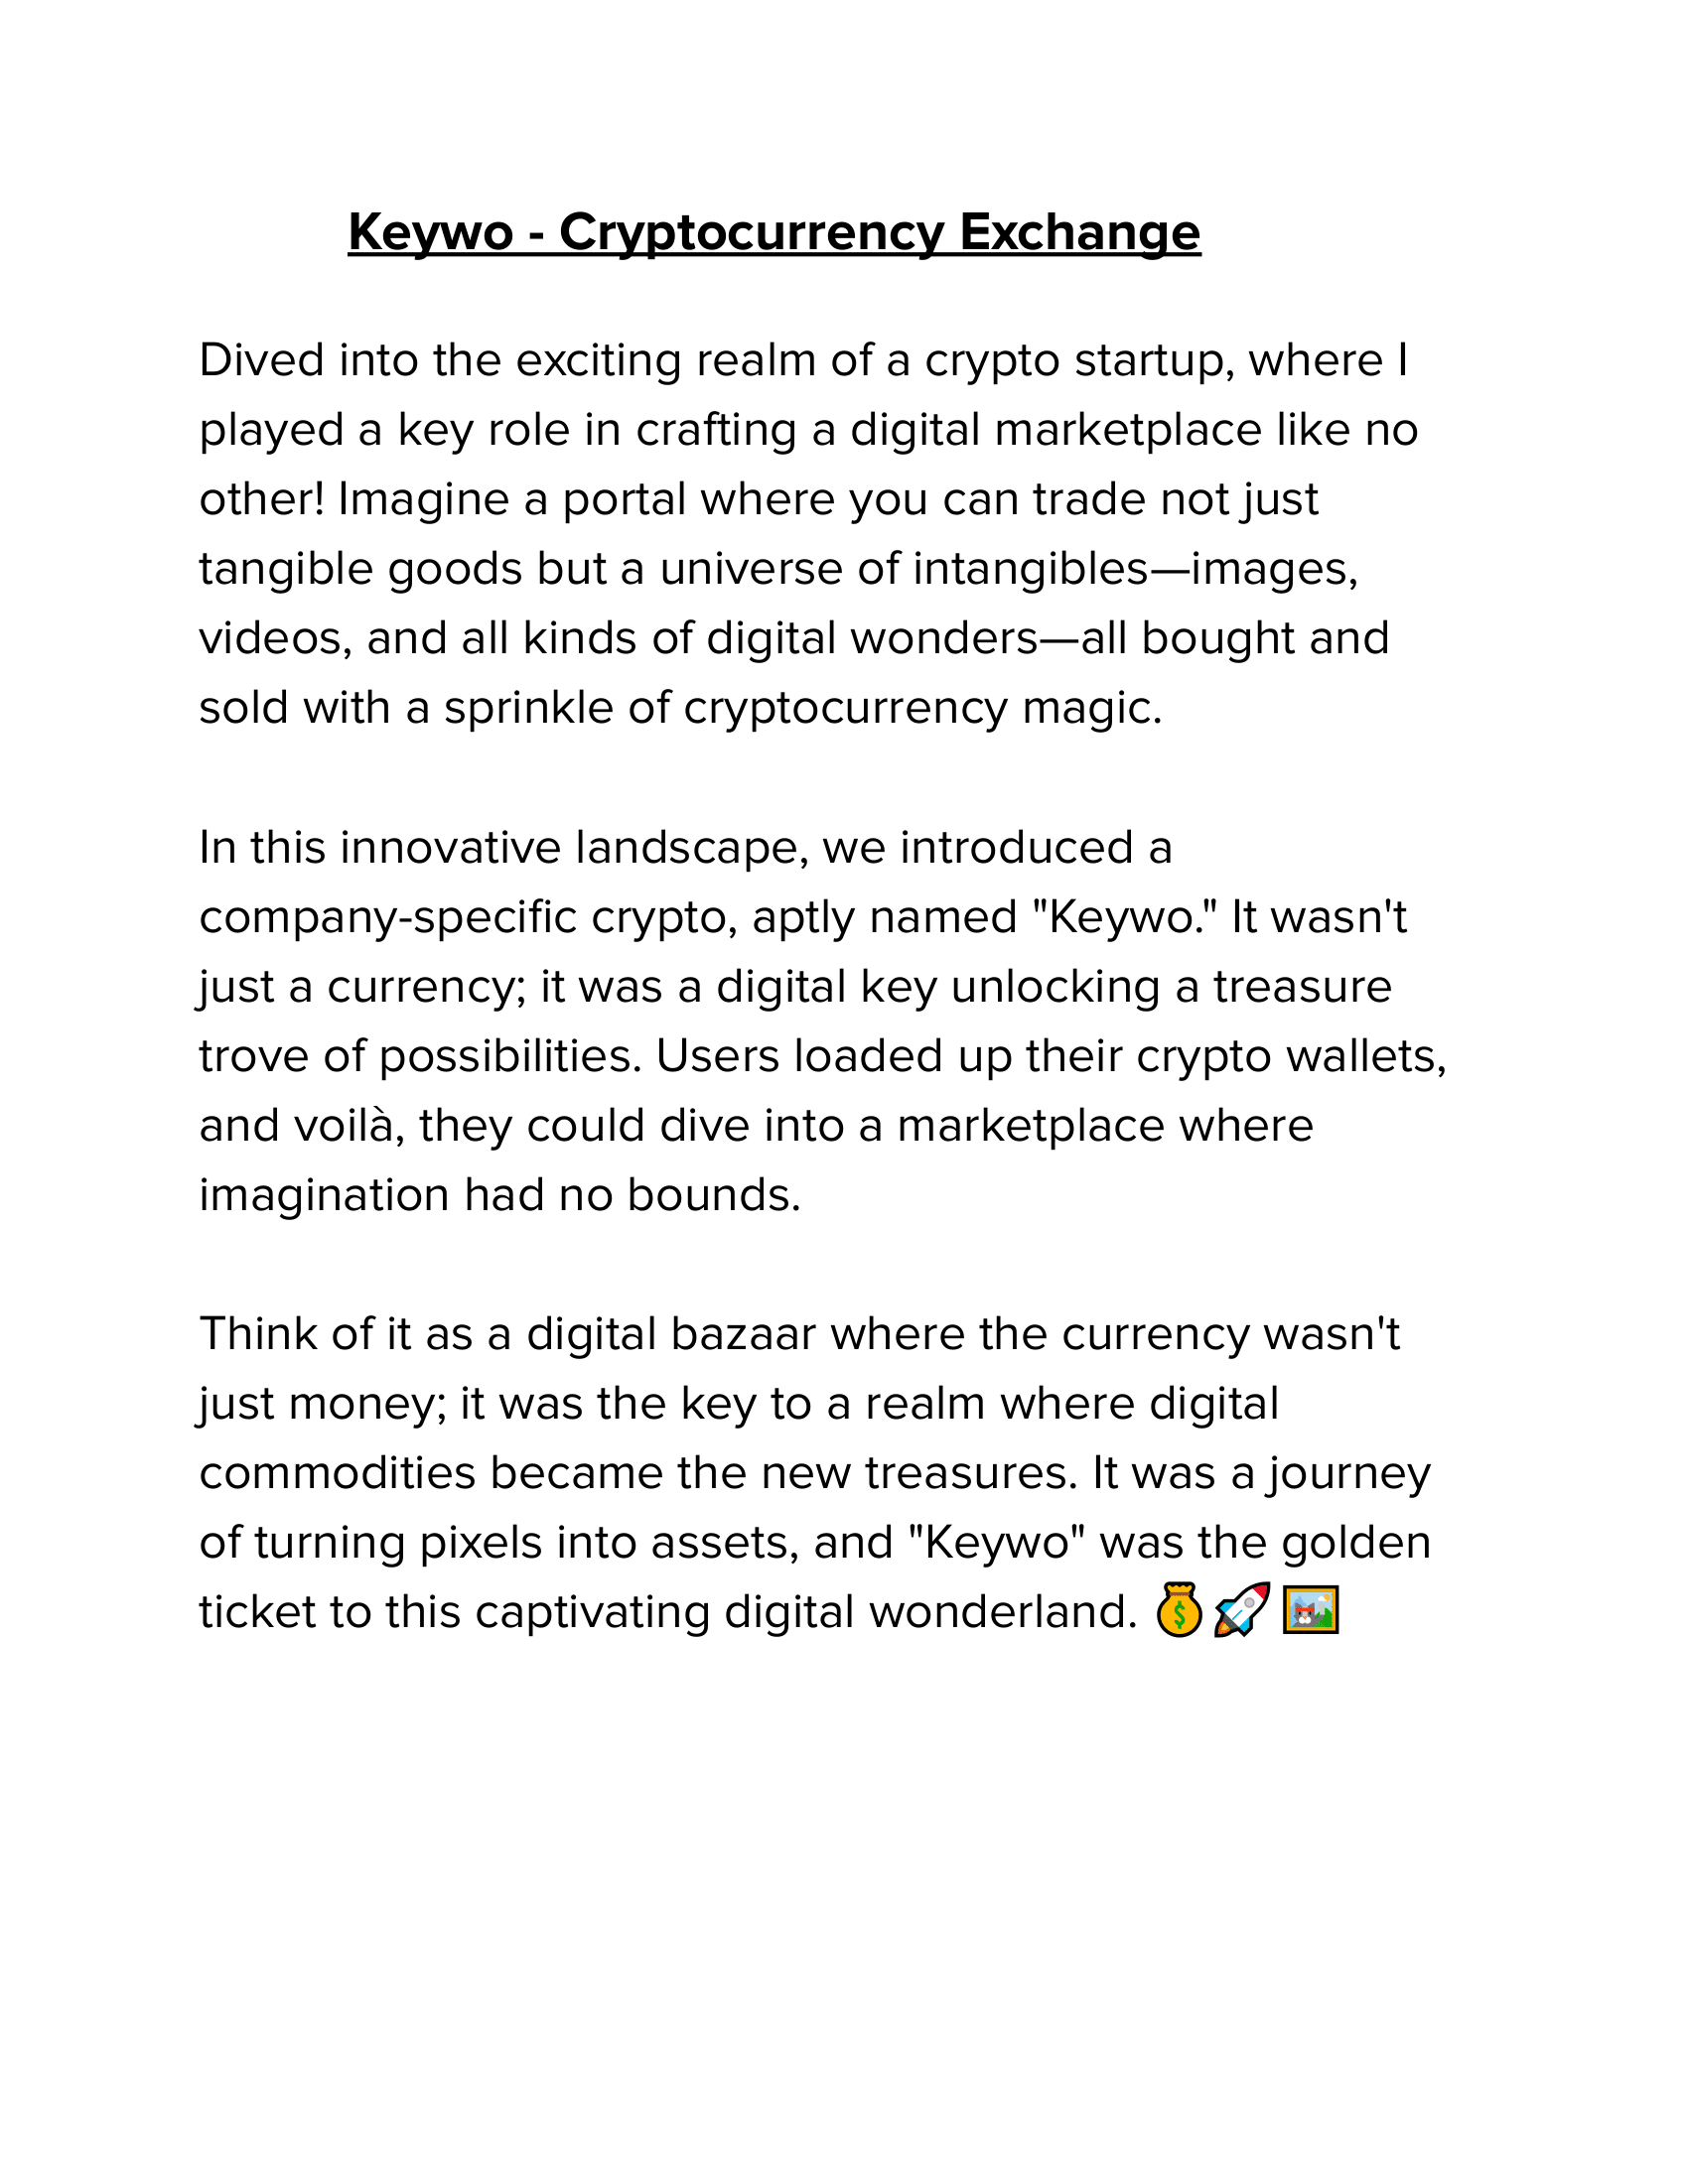 Keywo - Cryptocurrency Exchange
Dived into the exciting realm of a crypto startup, where I
played a key role in crafting a digital marketplace like no
other! Imagine a portal where you can trade not just
tangible goods but a universe of intangibles—images,
videos, and all kinds of digital wonders—all bought and
sold with a sprinkle of cryptocurrency magic.
In this innovative landscape, we introduced a
company-specific crypto, aptly named "Keywo." It wasn't
just a currency; it was a digital key unlocking a treasure
trove of possibilities. Users loaded up their crypto wallets,
and voilà, they could dive into a marketplace where
imagination had no bounds.
Think of it as a digital bazaar where the currency wasn't
just money; it was the key to a realm where digital
commodities became the new treasures. It was a journey
of turning pixels into assets, and "Keywo" was the golden
ticket to this captivating digital wonderland. 💰🚀🖼️